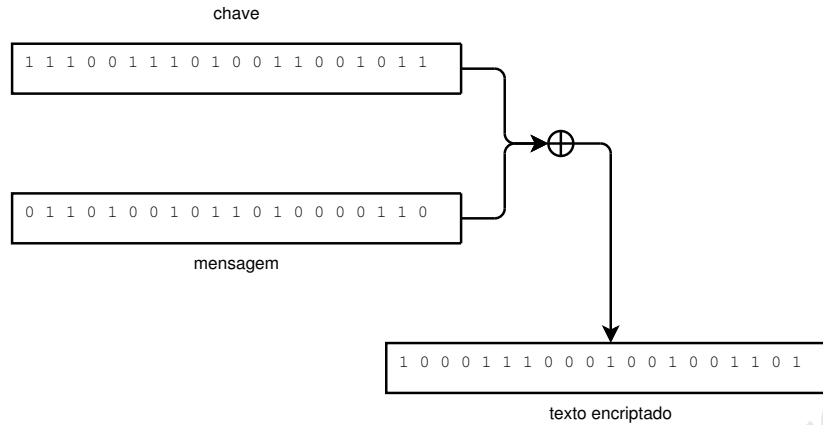 chave
1 1 1 0 0 1 1 1 0 1 0 0 1 1 0 0 1 0 1 1
0 1 1 0 1 0 0 1 0 1 1 0 1 0 0 0 0 1 1 0
mensagem
1 0 0 0 1 1 1 0 0 0 1 0 0 1 0 0 1 1 0 1
texto encriptado